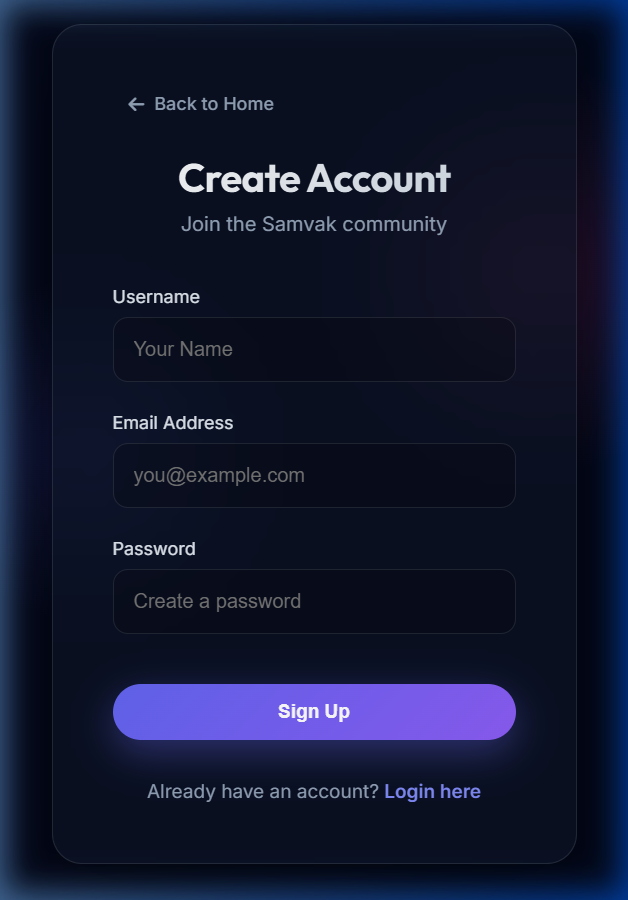 ← Back to Home
Create Account
Join the Samvak community
Username
Your Name
Email Address
you@example.com
Password
Create a password
Sign Up
Already have an account? Login here